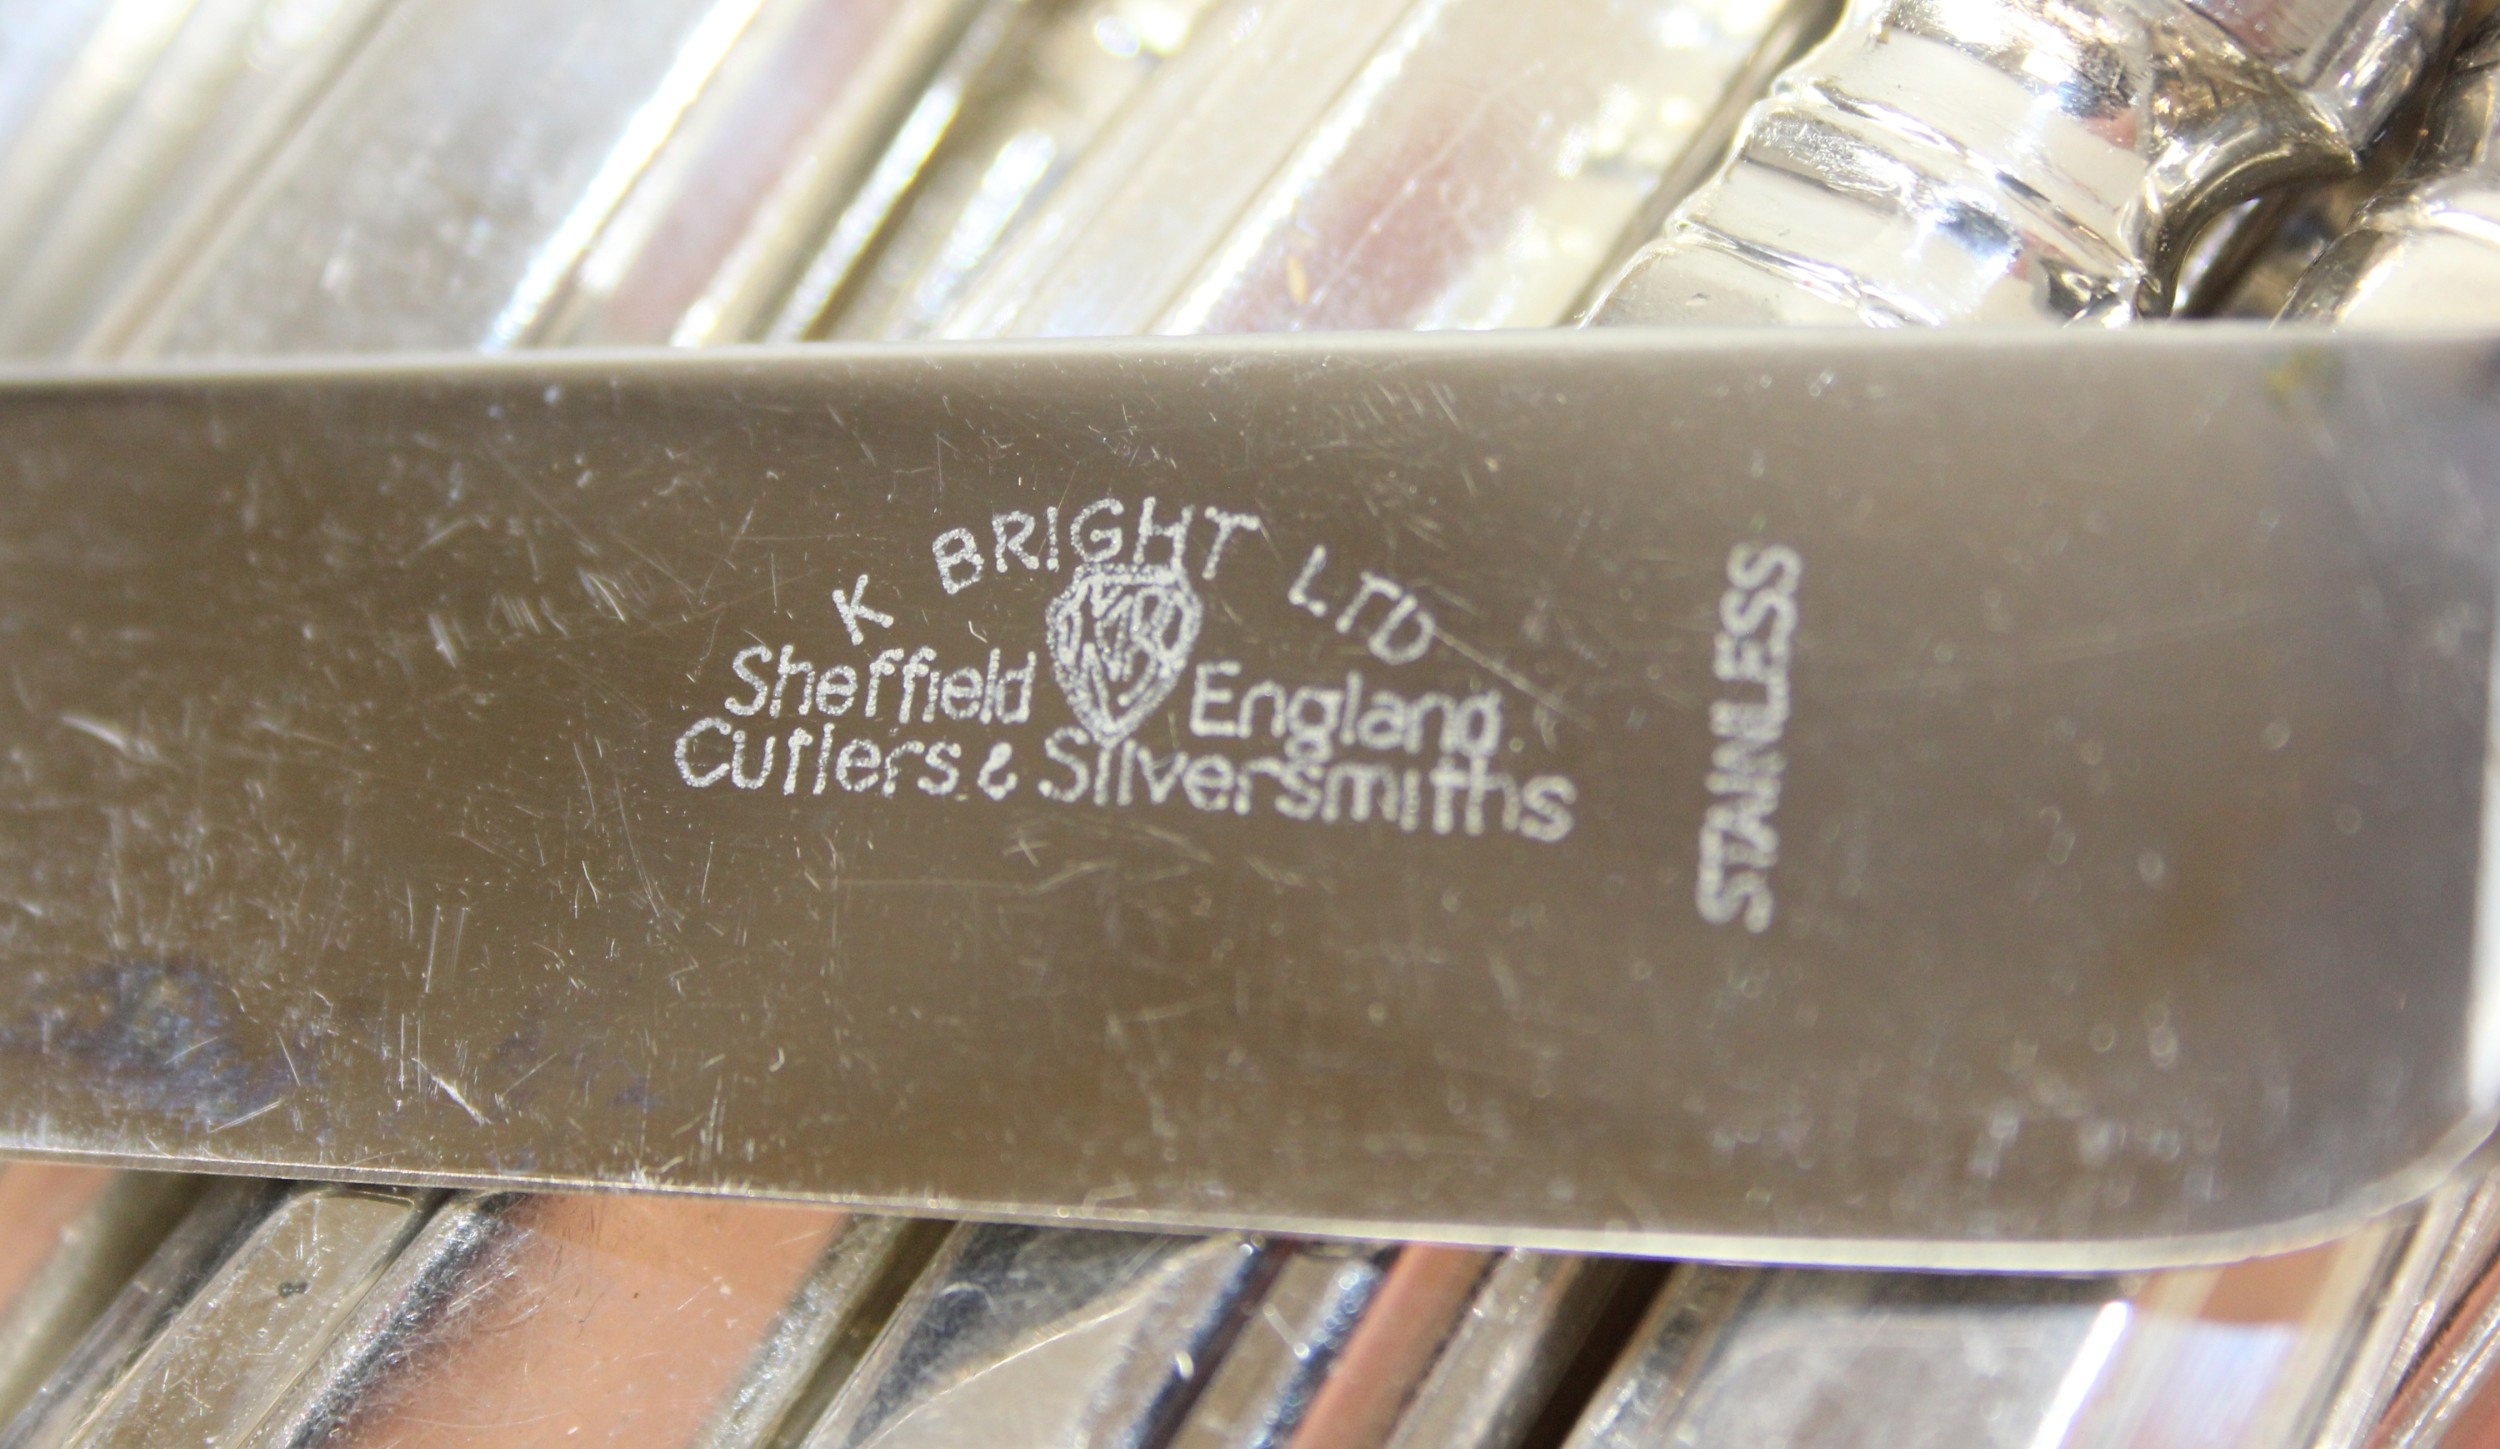 K BRIGHT LTD
Sheffield England
Cutlers & Silversmiths
STAINLESS